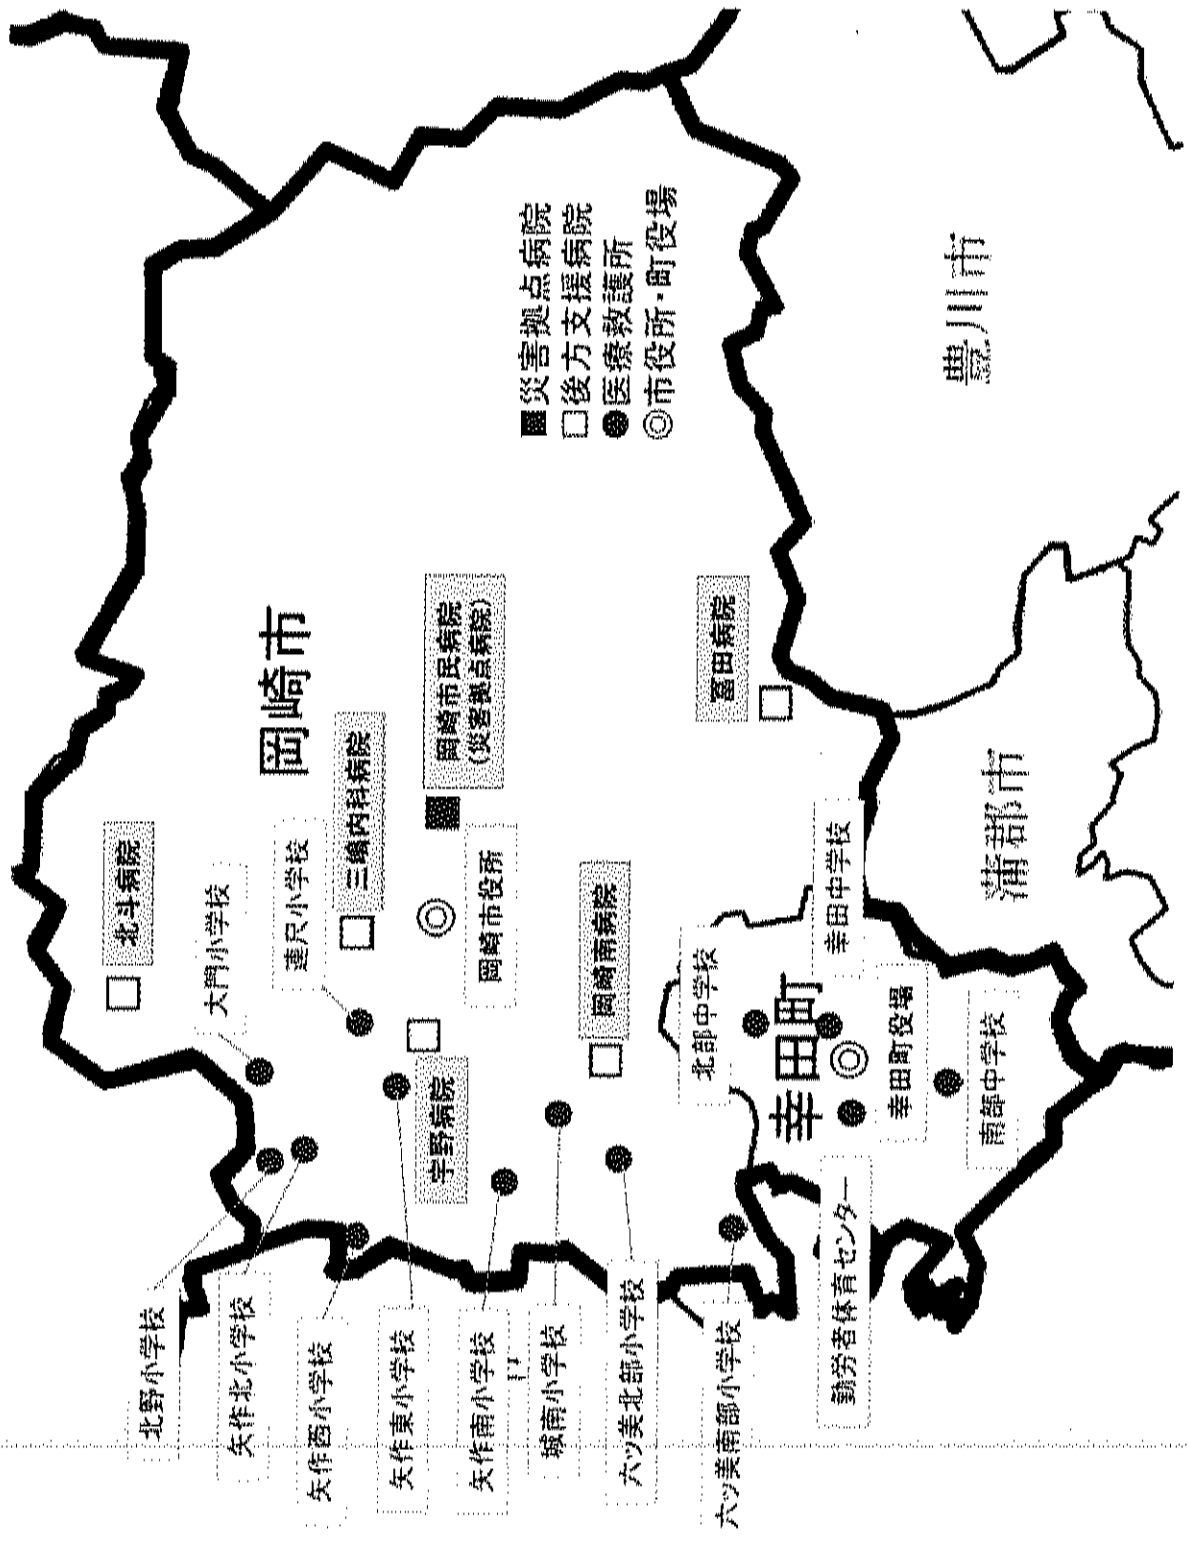 北野小学校
矢作北小学校
矢作西小学校
矢作東小学校
矢作南小学校
城南小学校
六ツ美北部小学校
六ツ美南部小学校
勤労者体育センター
北斗病院
大門小学校
連尺小学校
三嶋内科病院
岡崎市
岡崎市民病院
(災害拠点病院)
岡崎市役所
宇野病院
岡崎南病院
冨田病院
北部中学校
幸田町
幸田中学校
幸田町役場
南部中学校
蒲郡市
豊川市
■災害拠点病院
□後方支援病院
●医療救護所
◎市役所・町役場